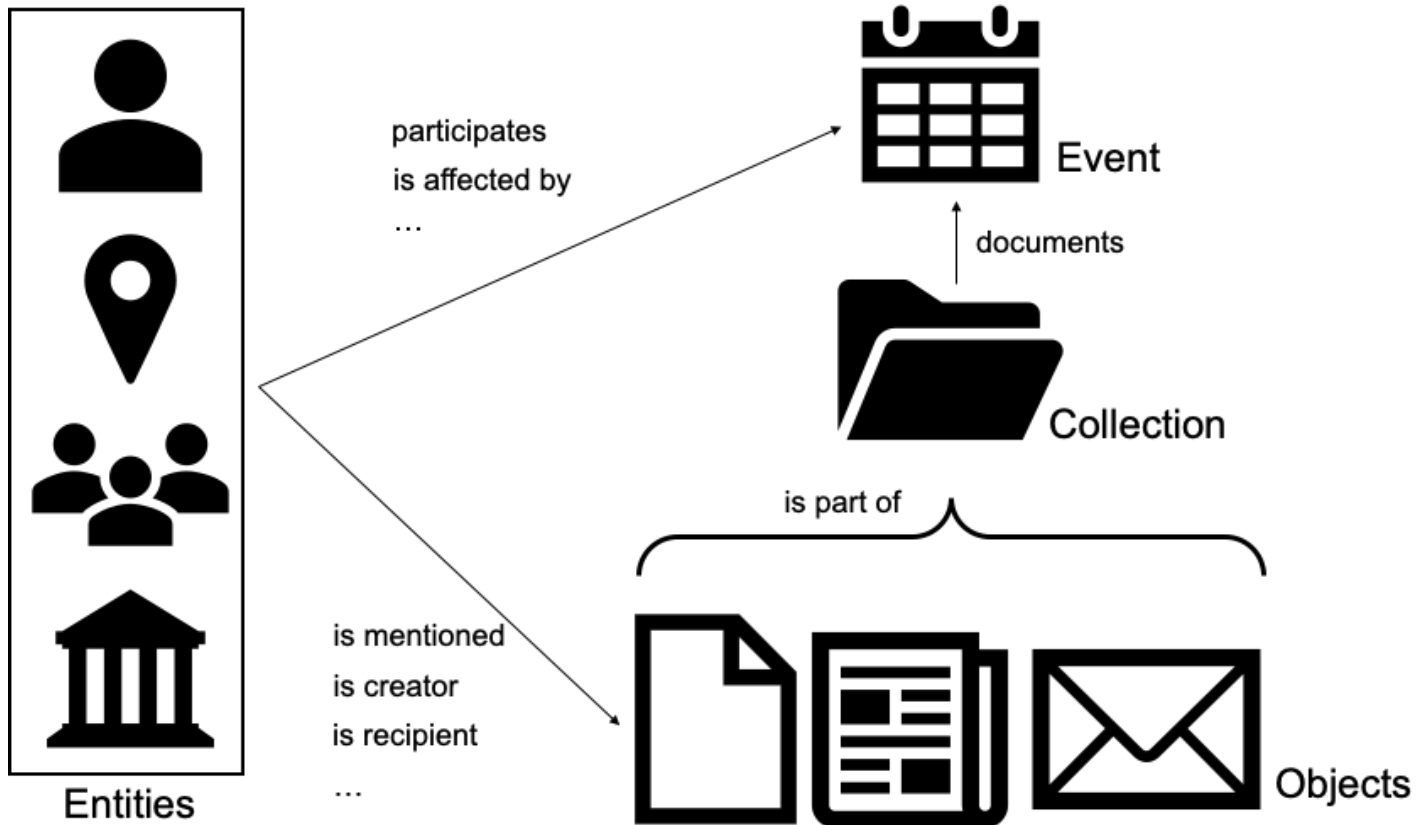 participates
is affected by
…
Event
documents
Collection
is part of
is mentioned
is creator
is recipient
…
Entities
Objects